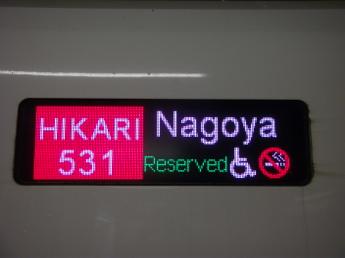 HIKARI Nagoya
531 Reserved